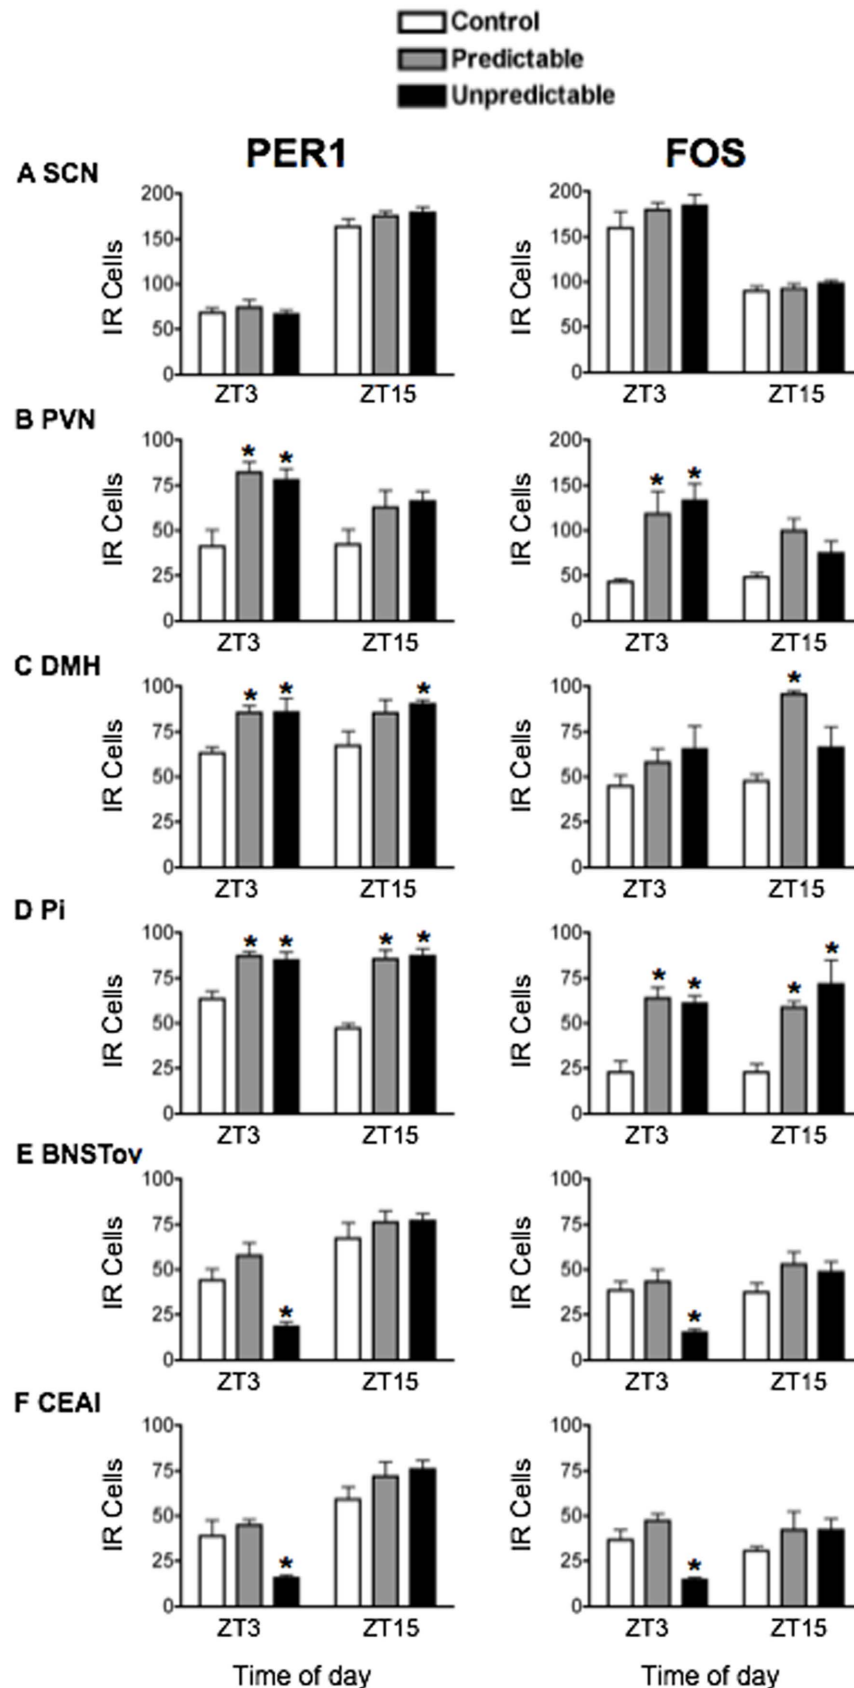 Control
Predictable
Unpredictable
PER1 FOS
A SCN
200 150 100 50 0
IR Cells
ZT3 ZT15
200 150 100 50 0
IR Cells
ZT3 ZT15
B PVN
100 75 50 25 0
IR Cells
* *
ZT3 ZT15
200 150 100 50 0
IR Cells
* *
ZT3 ZT15
C DMH
100 75 50 25 0
IR Cells
* * *
ZT3 ZT15
100 75 50 25 0
IR Cells
*
ZT3 ZT15
D Pi
100 75 50 25 0
IR Cells
* * * *
ZT3 ZT15
100 75 50 25 0
IR Cells
* * * *
ZT3 ZT15
E BNSTov
100 75 50 25 0
IR Cells
*
ZT3 ZT15
100 75 50 25 0
IR Cells
*
ZT3 ZT15
F CEAl
100 75 50 25 0
IR Cells
*
ZT3 ZT15
100 75 50 25 0
IR Cells
*
ZT3 ZT15
Time of day Time of day